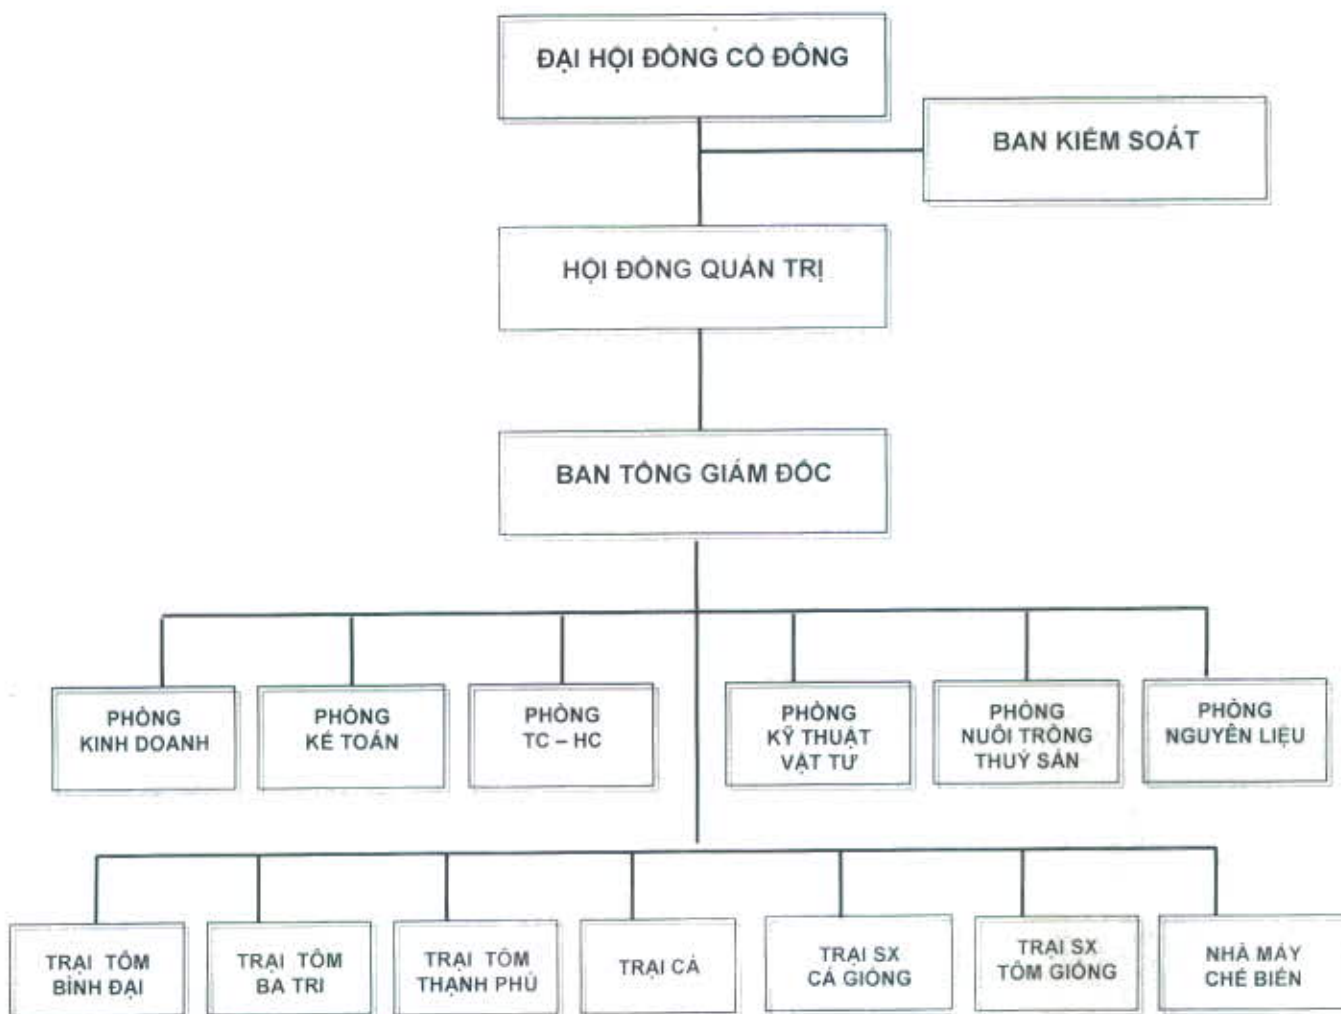 ĐẠI HỘI ĐỒNG CỔ ĐÔNG
BAN KIỂM SOÁT
HỘI ĐỒNG QUẢN TRỊ
BAN TỔNG GIÁM ĐỐC
PHÒNG
KINH DOANH
PHÒNG
KẾ TOÁN
PHÒNG
TC – HC
PHÒNG
KỸ THUẬT
VẬT TƯ
PHÒNG
NUÔI TRỒNG
THUỶ SẢN
PHÒNG
NGUYÊN LIỆU
TRẠI TÔM
BÌNH ĐẠI
TRẠI TÔM
BA TRI
TRẠI TÔM
THẠNH PHÚ
TRẠI CÁ
TRẠI SX
CÁ GIỐNG
TRẠI SX
TÔM GIỐNG
NHÀ MÁY
CHẾ BIẾN